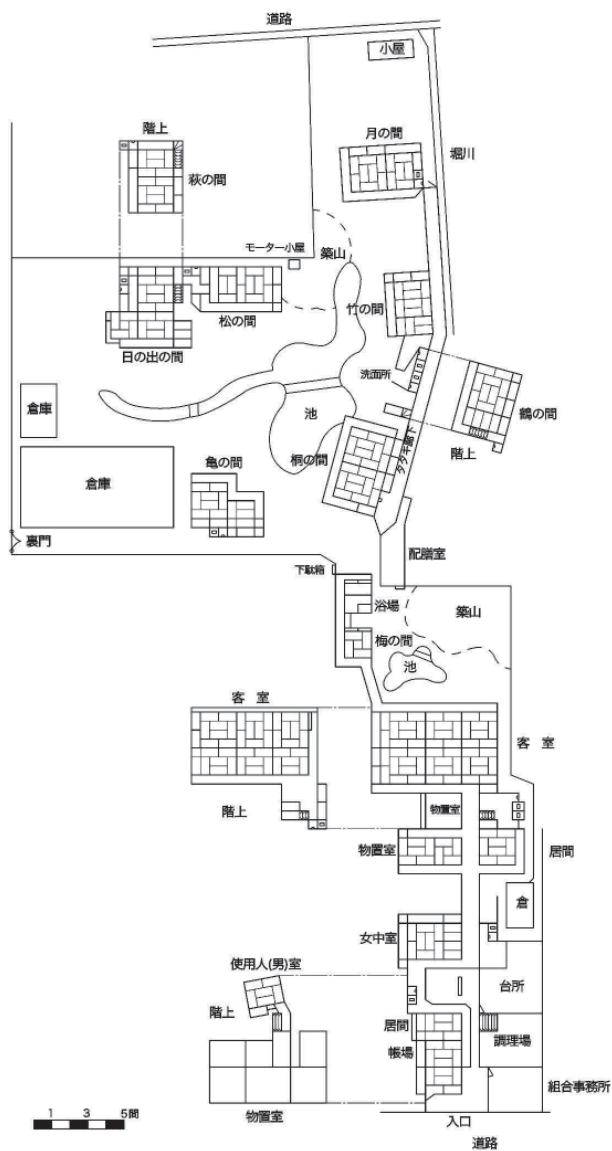 道路
小屋
月の間
堀川
階上
萩の間
モーター小屋
築山
竹の間
松の間
日の出の間
洗面所
鶴の間
階上
倉庫
池
タタキ廊下
桐の間
亀の間
倉庫
裏門
配膳室
下駄箱
浴場
築山
梅の間
池
客 室
客 室
階上
物置室
物置室
居間
倉
女中室
使用人(男)室
台所
階上
居間
調理場
帳場
組合事務所
物置室
入口
道路
1 3 5間